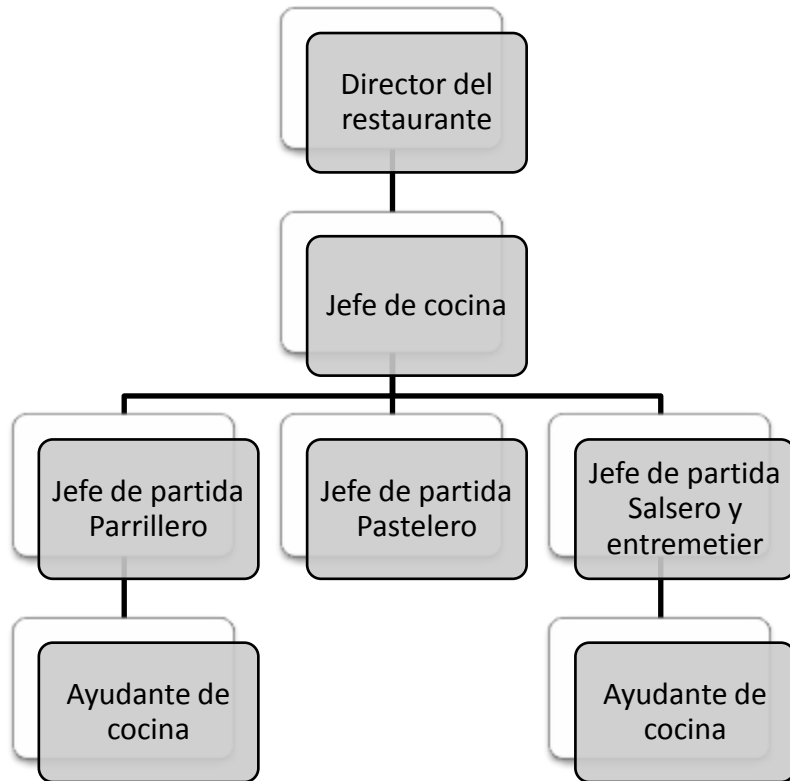 Director del
restaurante
Jefe de cocina
Jefe de partida
Parrillero
Jefe de partida
Pastelero
Jefe de partida
Salsero y
entremetier
Ayudante de
cocina
Ayudante de
cocina